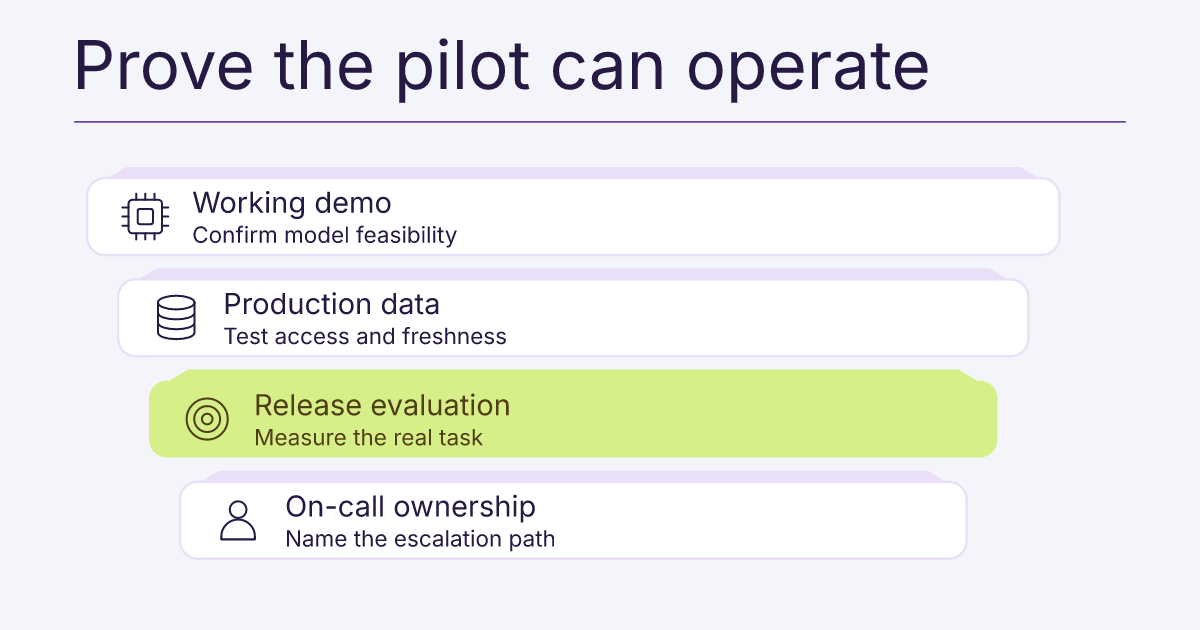 Prove the pilot can operate
Working demo
Confirm model feasibility
Production data
Test access and freshness
Release evaluation
Measure the real task
On-call ownership
Name the escalation path